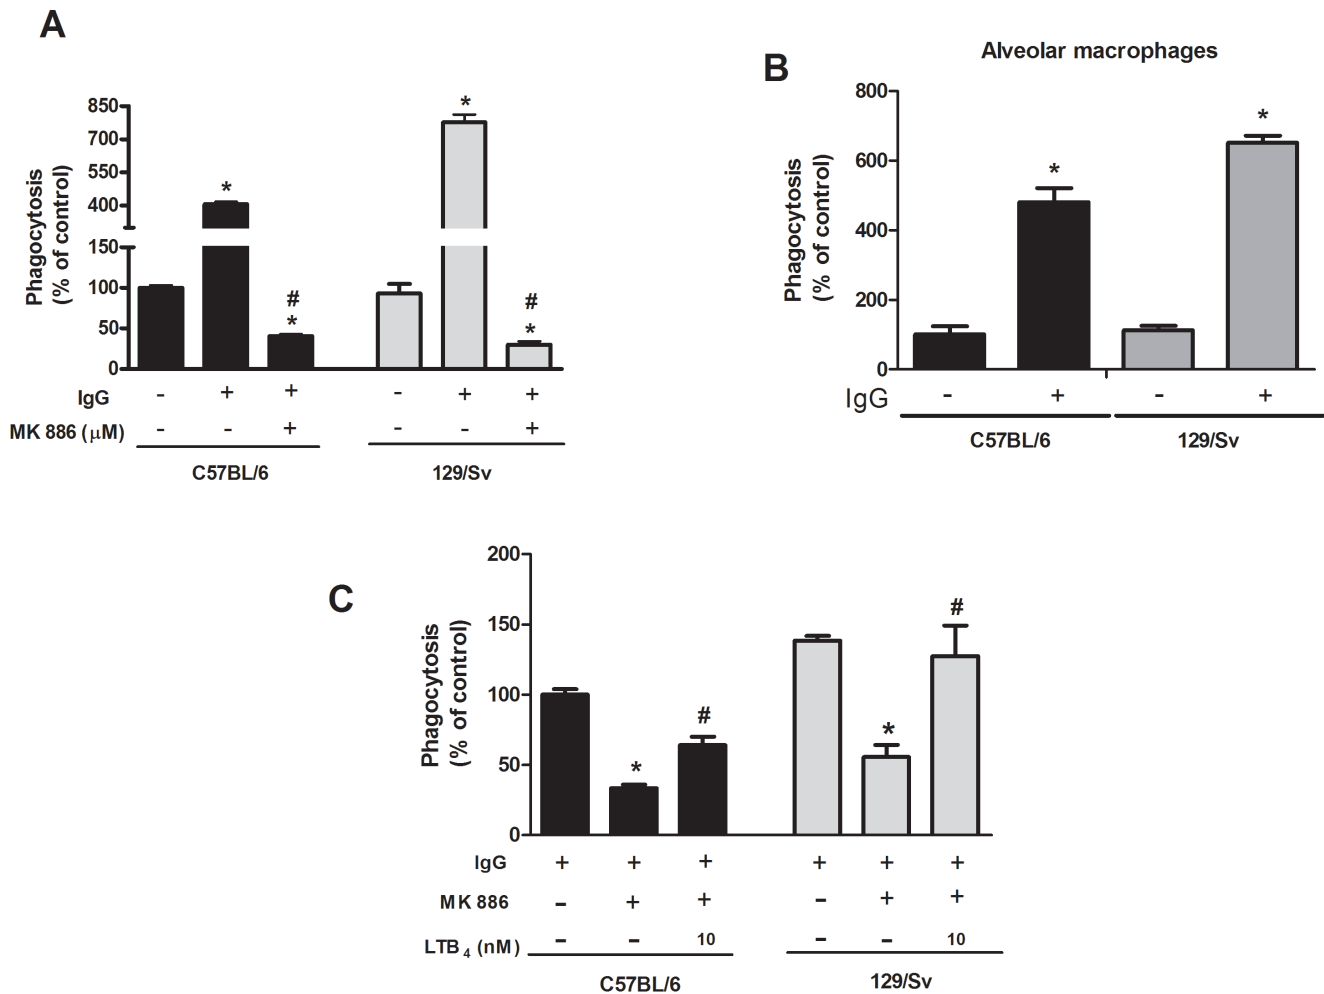 A
Phagocytosis
(% of control)
850
700
550
400
150
100
50
0
*
#
*
*
#
*
IgG - + + - + +
MK 886 (μM) - - + - - +
C57BL/6 129/Sv
B
Alveolar macrophages
Phagocytosis
(% of control)
800
600
400
200
0
*
*
IgG - + - +
C57BL/6 129/Sv
C
Phagocytosis
(% of control)
200
150
100
50
0
*
#
*
#
IgG + + + + + +
MK 886 - + + - + +
LTB4 (nM) - - 10 - - 10
C57BL/6 129/Sv